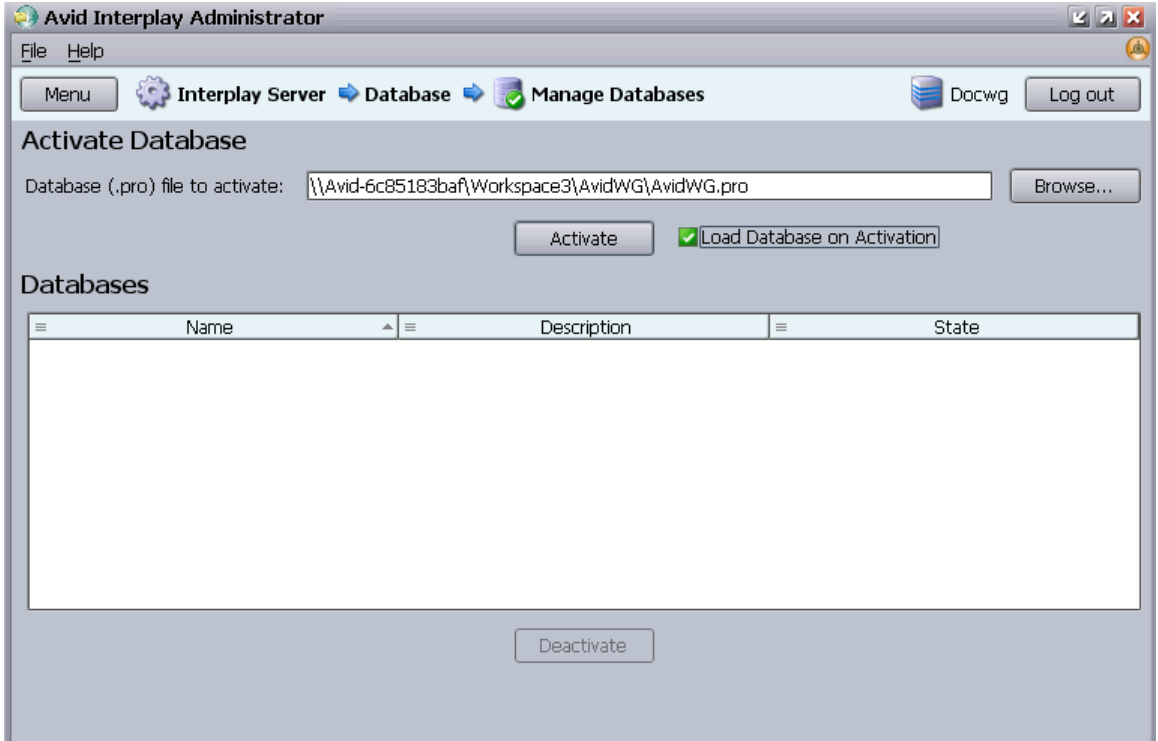 Avid Interplay Administrator
File Help
Menu Interplay Server Database Manage Databases Docwg Log out
Activate Database
Database (.pro) file to activate: \\Avid-6c85183baf\Workspace3\AvidWG\AvidWG.pro Browse...
Activate Load Database on Activation
Databases
Name Description State
Deactivate